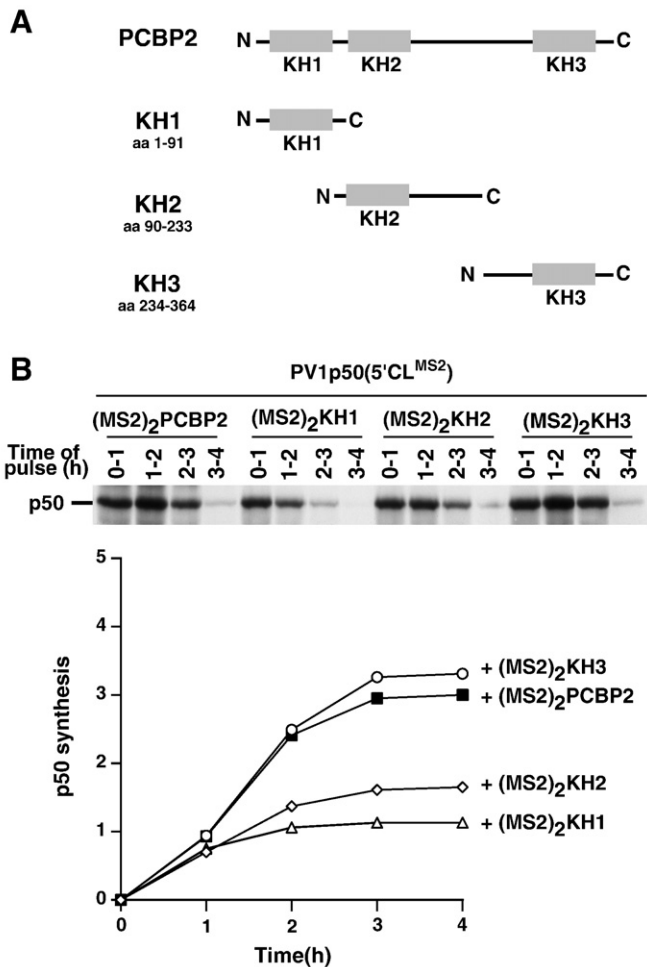 A
PCBP2 N KH1 KH2 KH3 C
KH1
aa 1-91
N KH1 C
KH2
aa 90-233
N KH2 C
KH3
aa 234-364
N KH3 C
B
PV1p50(5'CL^MS2)
(MS2)₂PCBP2 (MS2)₂KH1 (MS2)₂KH2 (MS2)₂KH3
Time of pulse (h) 0-1 1-2 2-3 3-4 0-1 1-2 2-3 3-4 0-1 1-2 2-3 3-4 0-1 1-2 2-3 3-4
p50
5
4
3
2
1
0
p50 synthesis
+ (MS2)₂KH3
+ (MS2)₂PCBP2
+ (MS2)₂KH2
+ (MS2)₂KH1
0 1 2 3 4
Time(h)